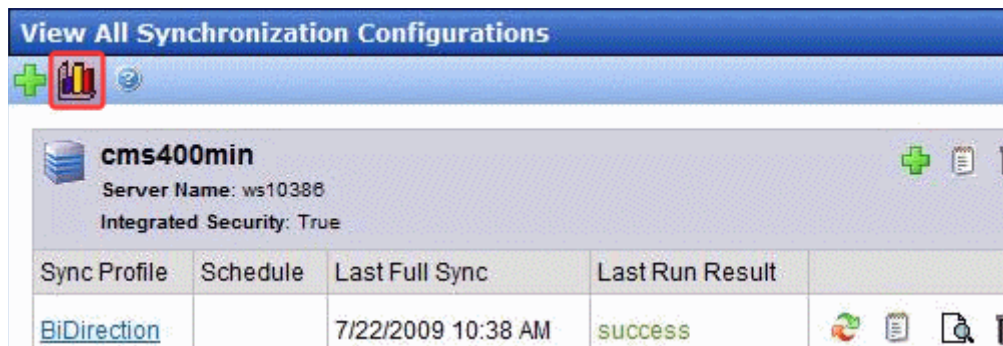 View All Synchronization Configurations
cms400min
Server Name: ws10386
Integrated Security: True
Sync Profile Schedule Last Full Sync Last Run Result
BiDirection 7/22/2009 10:38 AM success